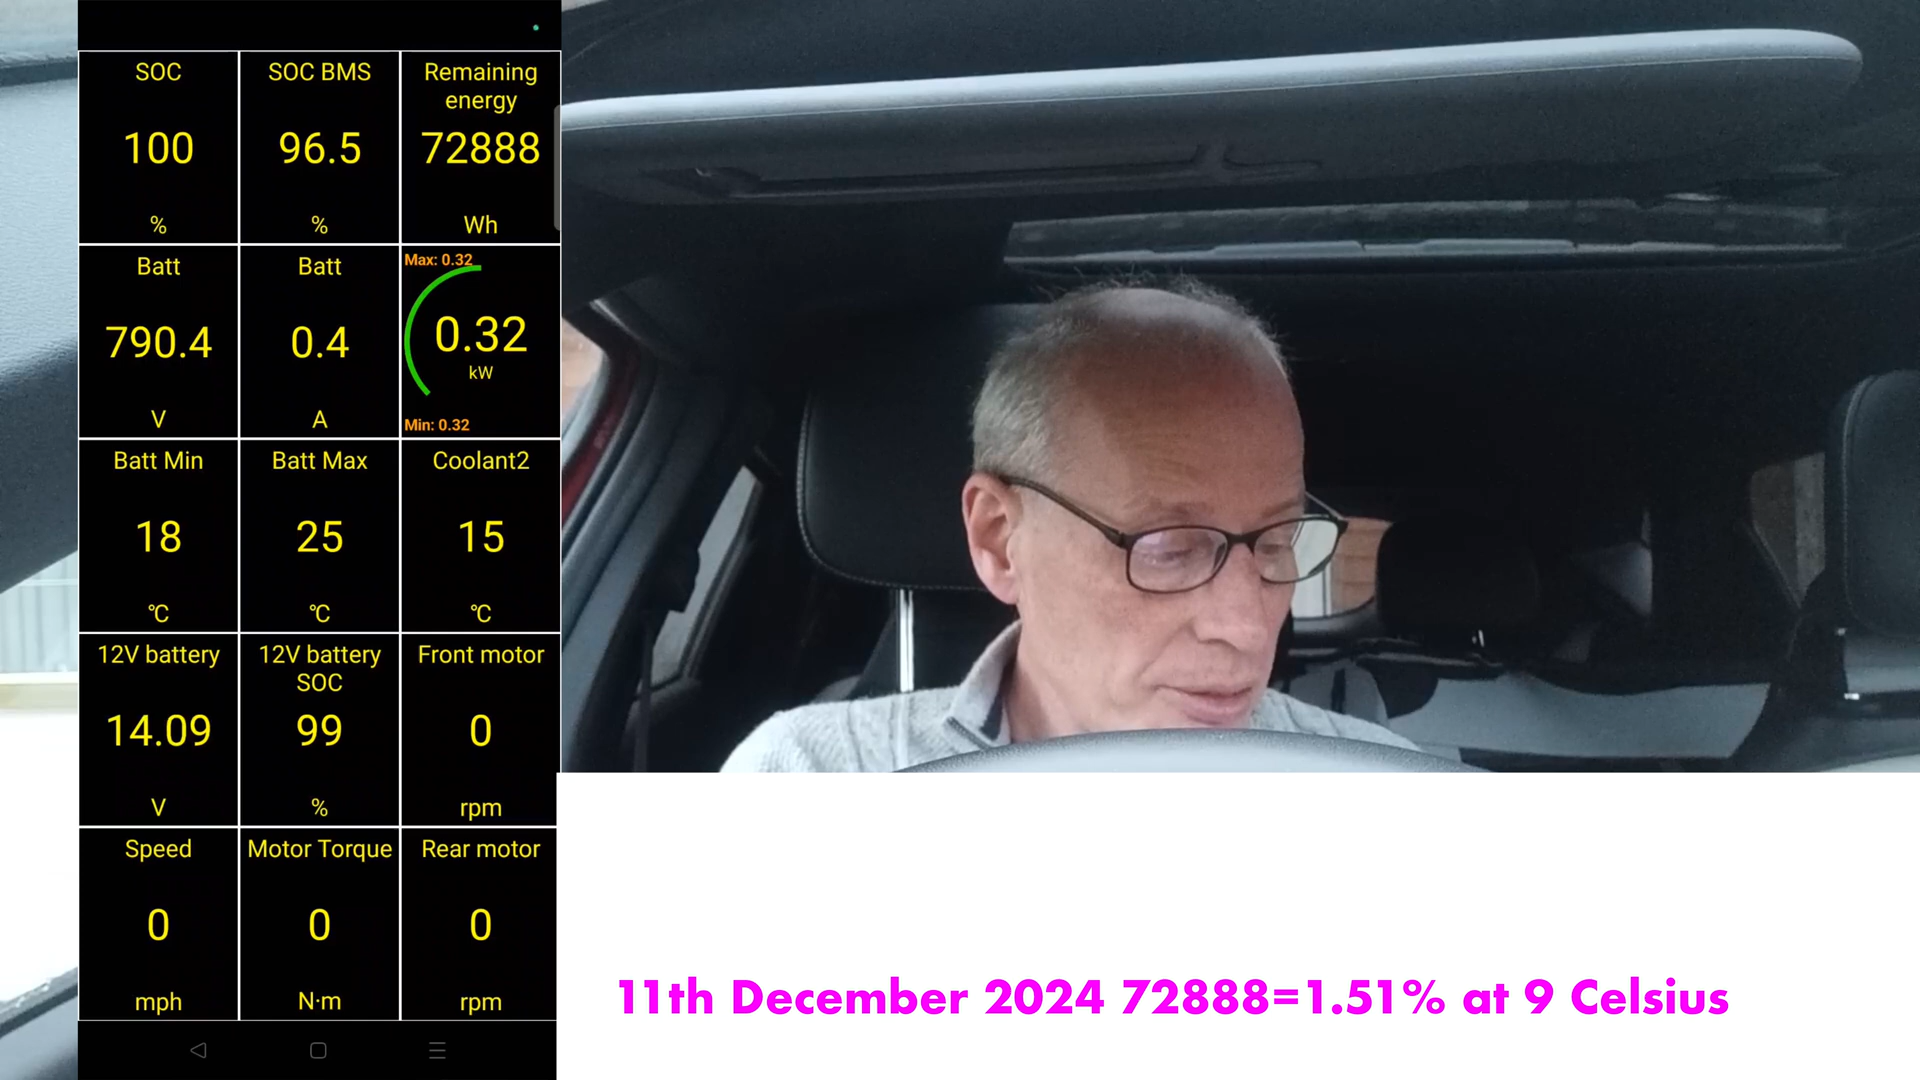 SOC
100
%
SOC BMS
96.5
%
Remaining
energy
72888
Wh
Batt
790.4
V
Batt
0.4
A
Max: 0.32
0.32
kW
Min: 0.32
Batt Min
18
℃
Batt Max
25
℃
Coolant2
15
℃
12V battery
14.09
V
12V battery
SOC
99
%
Front motor
0
rpm
Speed
0
mph
Motor Torque
0
N·m
Rear motor
0
rpm
11th December 2024 72888=1.51% at 9 Celsius